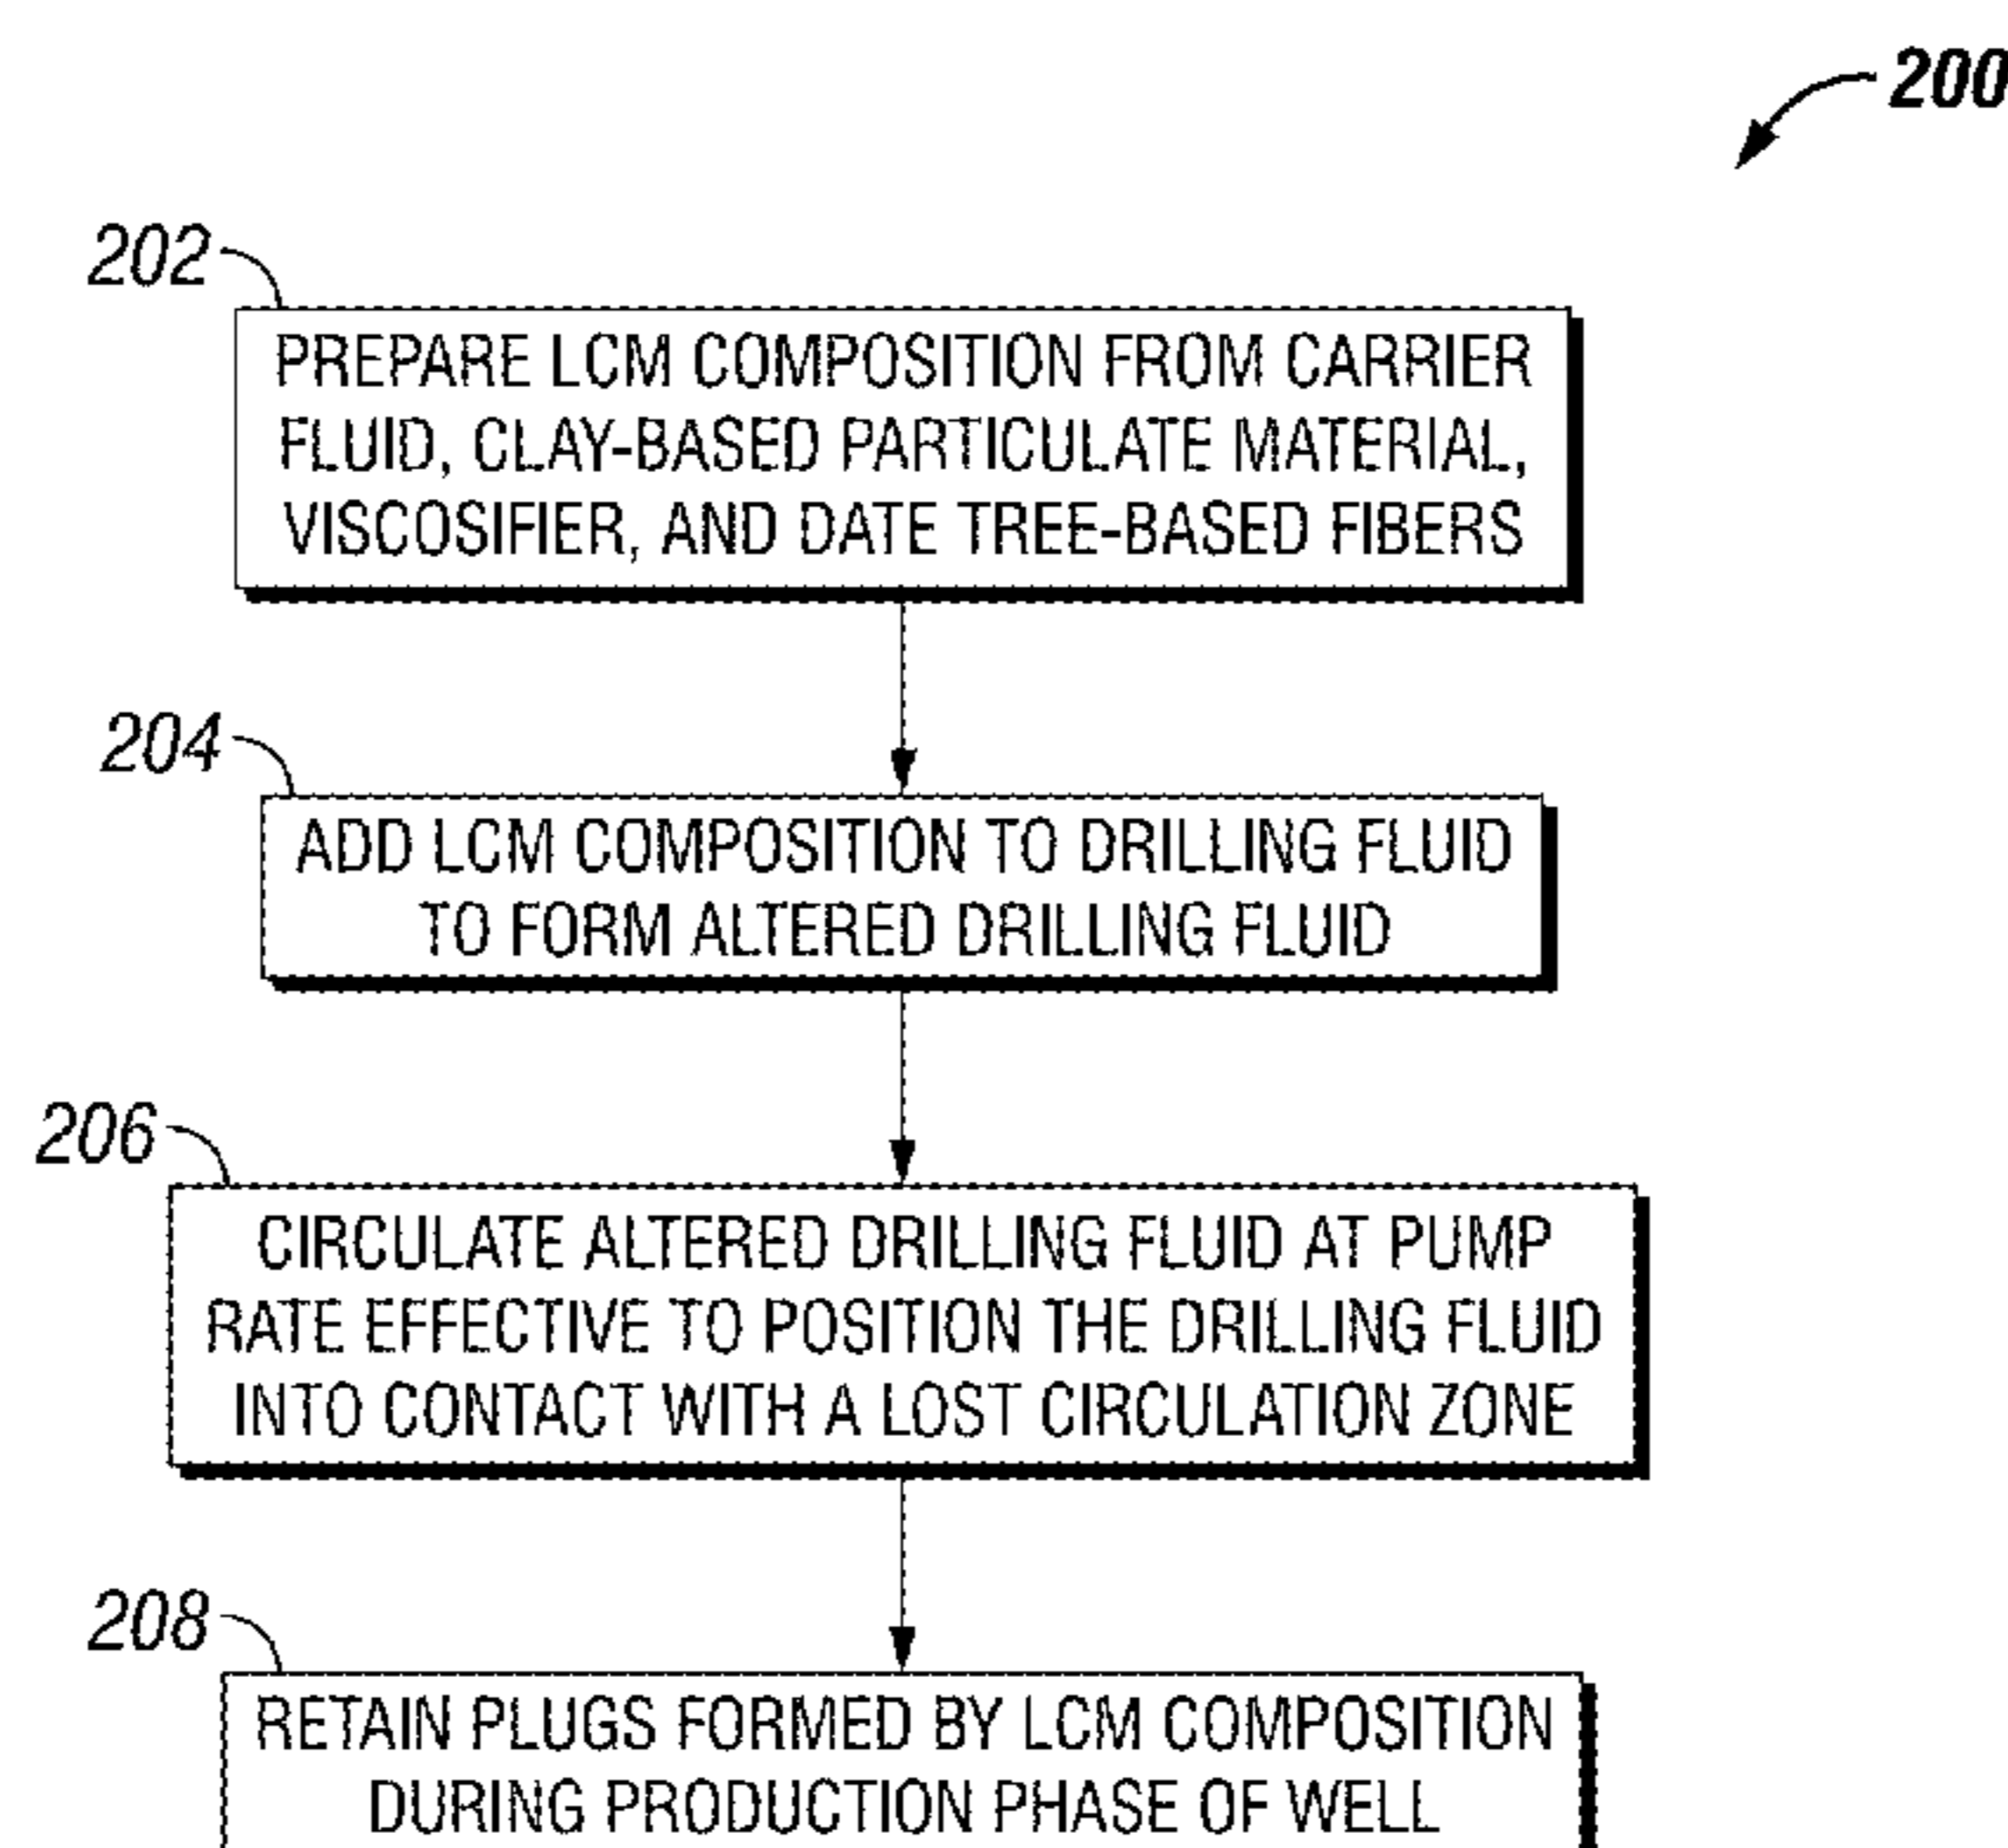 200
202
PREPARE LCM COMPOSITION FROM CARRIER
FLUID, CLAY-BASED PARTICULATE MATERIAL,
VISCOSIFIER, AND DATE TREE-BASED FIBERS
204
ADD LCM COMPOSITION TO DRILLING FLUID
TO FORM ALTERED DRILLING FLUID
206
CIRCULATE ALTERED DRILLING FLUID AT PUMP
RATE EFFECTIVE TO POSITION THE DRILLING FLUID
INTO CONTACT WITH A LOST CIRCULATION ZONE
208
RETAIN PLUGS FORMED BY LCM COMPOSITION
DURING PRODUCTION PHASE OF WELL